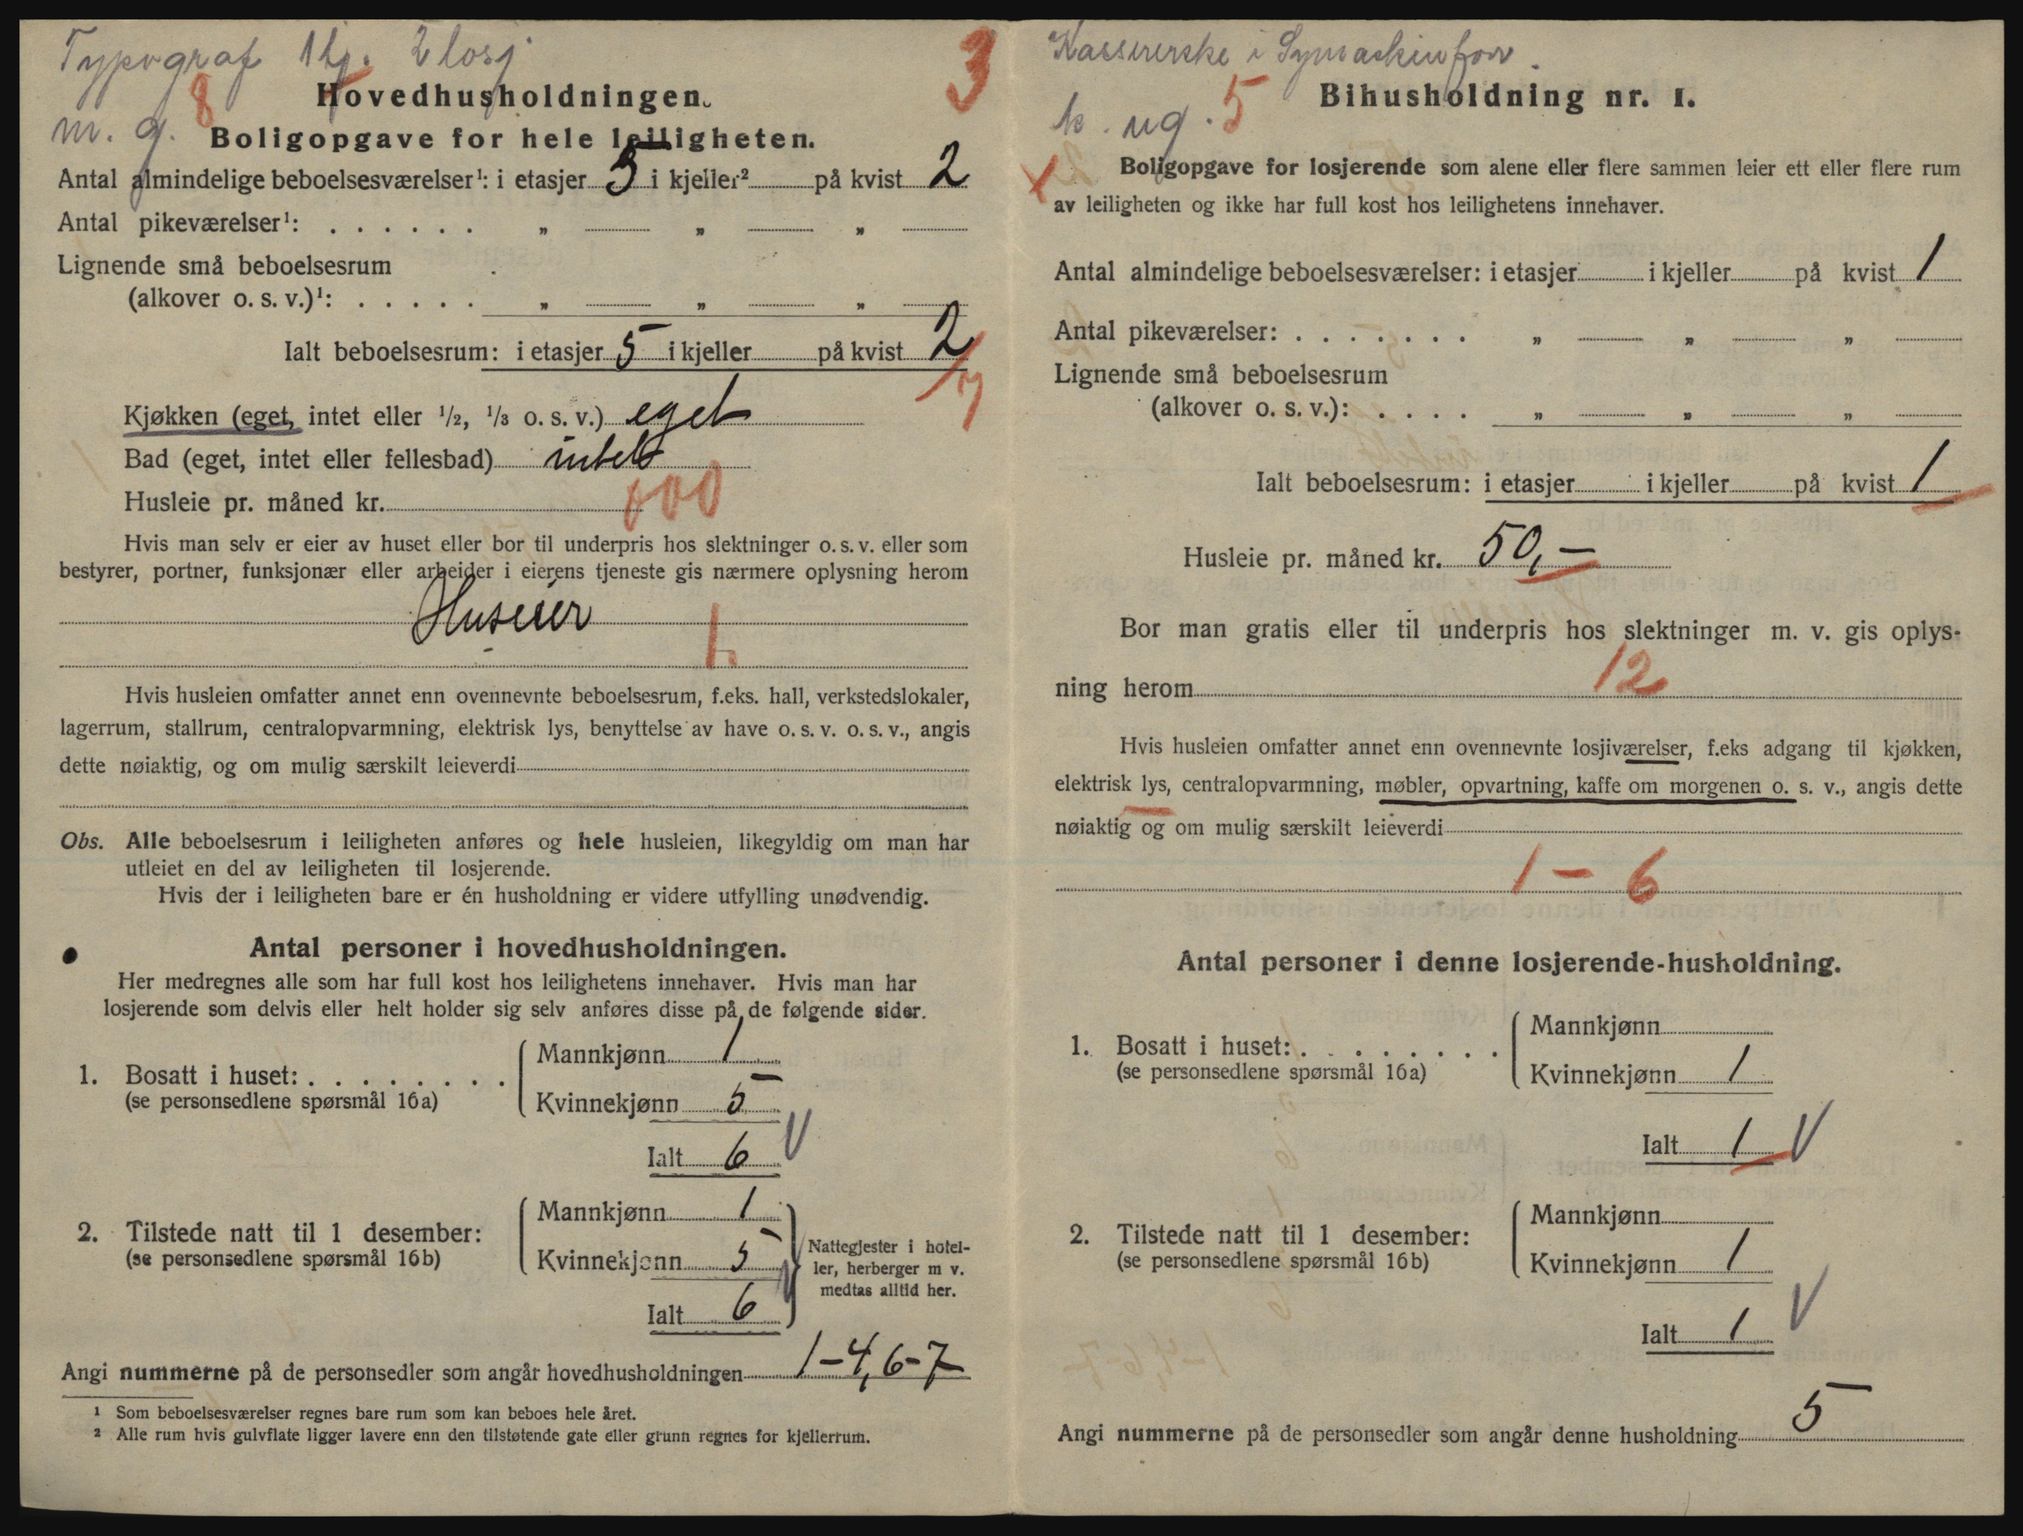 Typograf 1 hj. 2 losj
3
8
Hovedhusholdningen.
m. g.
Boligopgave for hele leiligheten.
Antal almindelige beboelsesværelser¹: i etasjer 5 i kjeller² på kvist 2
Antal pikeværelser¹: . . . . . . „ „ „
Lignende små beboelsesrum
(alkover o. s. v.)¹: . . . . . „ „ „
Ialt beboelsesrum: i etasjer 5 i kjeller på kvist 2
7
Kjøkken (eget, intet eller 1/2, 1/3 o. s. v.) eget
Bad (eget, intet eller fellesbad) intet
Husleie pr. måned kr. 000
Hvis man selv er eier av huset eller bor til underpris hos slektninger o. s. v. eller som
bestyrer, portner, funksjonær eller arbeider i eierens tjeneste gis nærmere oplysning herom
Huseier
1.
Hvis husleien omfatter annet enn ovennevnte beboelsesrum, f.eks. hall, verkstedslokaler,
lagerrum, stallrum, centralopvarmning, elektrisk lys, benyttelse av have o. s. v. o. s. v., angis
dette nøiaktig, og om mulig særskilt leieverdi
Obs. Alle beboelsesrum i leiligheten anføres og hele husleien, likegyldig om man har
utleiet en del av leiligheten til losjerende.
Hvis der i leiligheten bare er én husholdning er videre utfylling unødvendig.
Antal personer i hovedhusholdningen.
Her medregnes alle som har full kost hos leilighetens innehaver. Hvis man har
losjerende som delvis eller helt holder sig selv anføres disse på de følgende sider.
1. Bosatt i huset: . . . . . . . .
(se personsedlene spørsmål 16a)
Mannkjønn 1
Kvinnekjønn 5
Ialt 6 V
2. Tilstede natt til 1 desember:
(se personsedlene spørsmål 16b)
Mannkjønn 1
Kvinnekjønn 5
Ialt 6
Nattegjester i hotel-
ler, herberger m v.
medtas alltid her.
Angi nummerne på de personsedler som angår hovedhusholdningen 1-4, 6-7
¹ Som beboelsesværelser regnes bare rum som kan beboes hele året.
² Alle rum hvis gulvflate ligger lavere enn den tilstøtende gate eller grunn regnes for kjellerrum.
Kassererske i Symaskinforr.
k. ug. 5
Bihusholdning nr. 1.
Boligopgave for losjerende som alene eller flere sammen leier ett eller flere rum
av leiligheten og ikke har full kost hos leilighetens innehaver.
Antal almindelige beboelsesværelser: i etasjer i kjeller på kvist 1
Antal pikeværelser: . . . . . . . „ „ „
Lignende små beboelsesrum
(alkover o. s. v.): . . . . „ „ „
Ialt beboelsesrum: i etasjer i kjeller på kvist 1
Husleie pr. måned kr. 50,-
Bor man gratis eller til underpris hos slektninger m. v. gis oplys-
ning herom 12
Hvis husleien omfatter annet enn ovennevnte losjiværelser, f.eks adgang til kjøkken,
elektrisk lys, centralopvarmning, møbler, opvartning, kaffe om morgenen o. s. v., angis dette
nøiaktig og om mulig særskilt leieverdi
1 - 6
Antal personer i denne losjerende-husholdning.
1. Bosatt i huset: . . . . . . . .
(se personsedlene spørsmål 16a)
Mannkjønn
Kvinnekjønn 1
Ialt 1 V
2. Tilstede natt til 1 desember:
(se personsedlene spørsmål 16b)
Mannkjønn
Kvinnekjønn 1
Ialt 1 V
Angi nummerne på de personsedler som angår denne husholdning 5